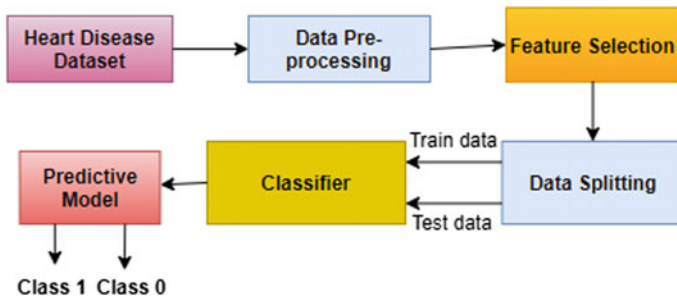 Heart Disease
Dataset
Data Pre-
processing
Feature Selection
Train data
Predictive
Model
Classifier
Data Splitting
Test data
Class 1 Class 0